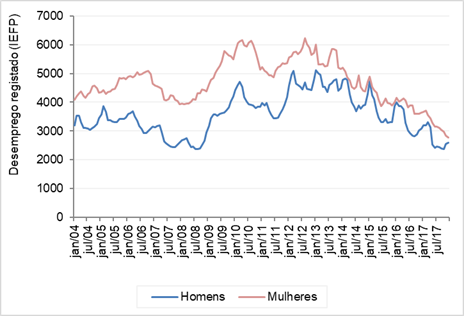 Desemprego registado (IEFP)
7000
6000
5000
4000
3000
2000
1000
0
jan/04
jul/04
jan/05
jul/05
jan/06
jul/06
jan/07
jul/07
jan/08
jul/08
jan/09
jul/09
jan/10
jul/10
jan/11
jul/11
jan/12
jul/12
jan/13
jul/13
jan/14
jul/14
jan/15
jul/15
jan/16
jul/16
jan/17
jul/17
Homens
Mulheres